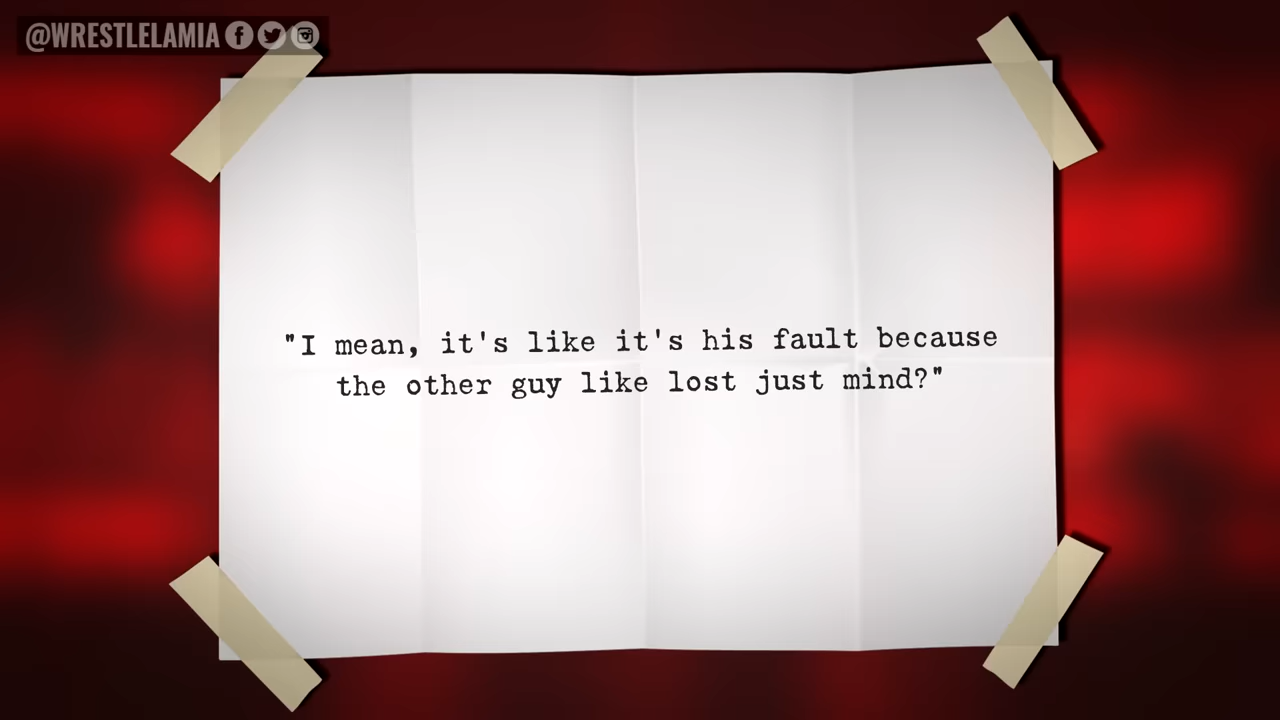 @WRESTLELAMIA
"I mean, it's like it's his fault because
the other guy like lost just mind?"